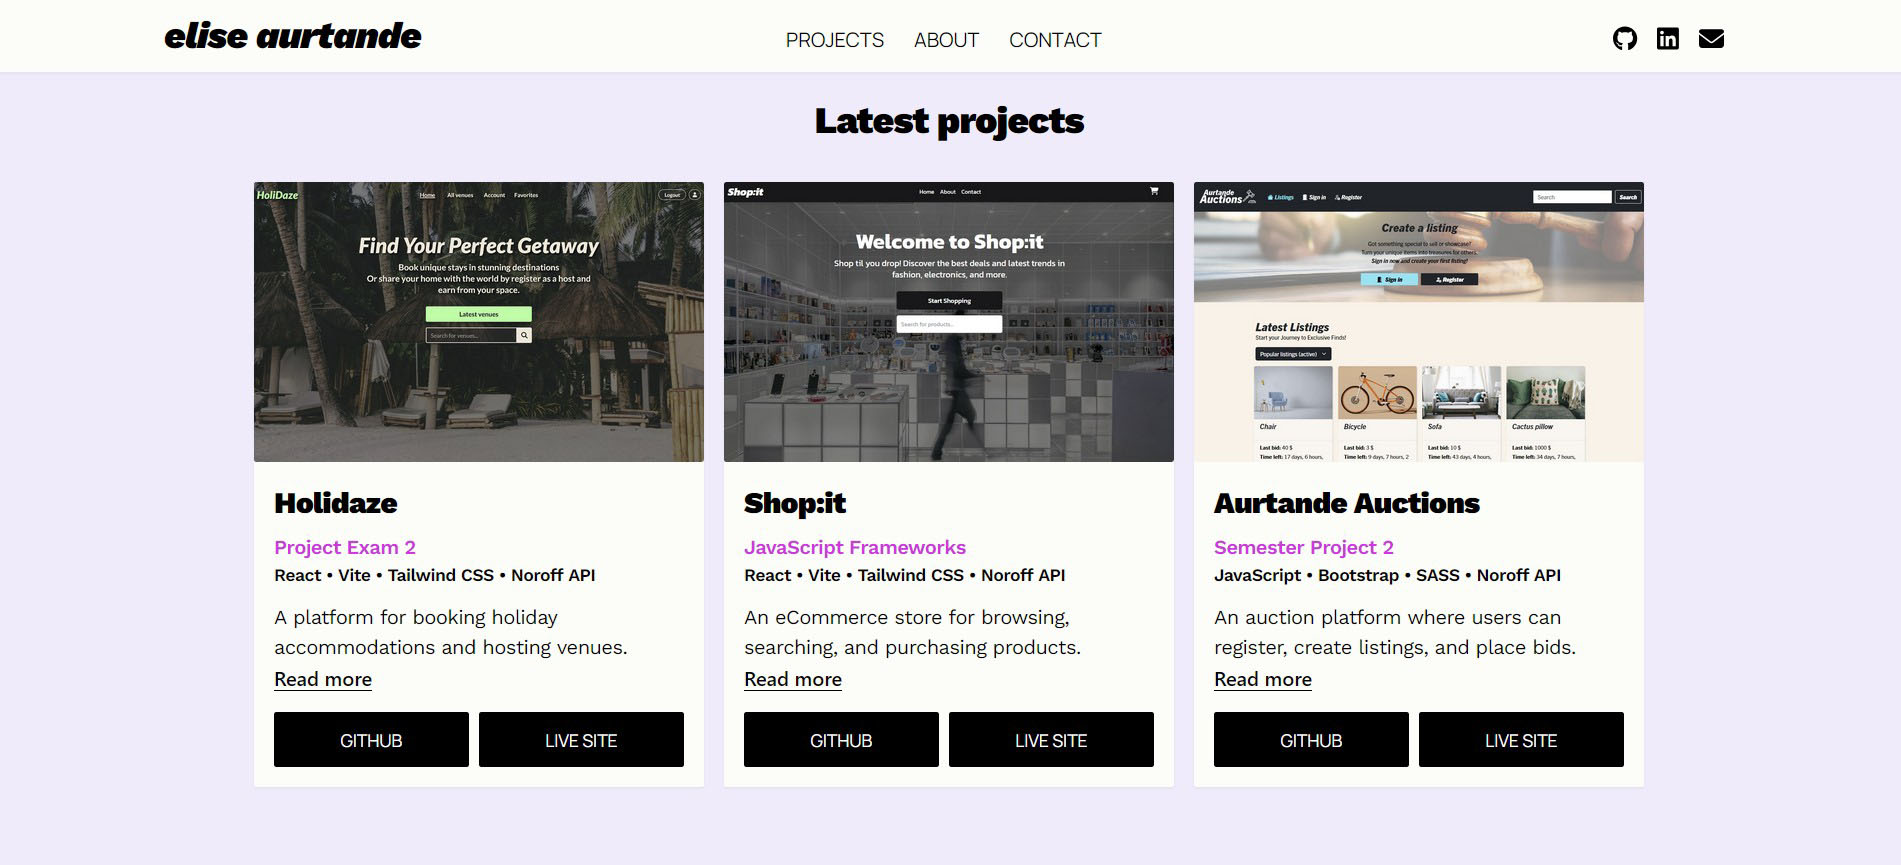 elise aurtande
PROJECTS ABOUT CONTACT
Latest projects
HoliDaze
Home All venues Account Favorites Logout
Find Your Perfect Getaway
Book unique stays in stunning destinations
Or share your home with the world by register as a host and
earn from your space.
Latest venues
Search for venues...
Shop:it
Home About Contact
Welcome to Shop:it
Shop til you drop! Discover the best deals and latest trends in
fashion, electronics, and more.
Start Shopping
Search for products...
Aurtande
Auctions
Listings Sign in Register Search Search
Create a listing
Got something special to sell or showcase?
Turn your unique items into treasures for others.
Sign in now and create your first listing!
Sign in Register
Latest Listings
Start your Journey to Exclusive Finds!
Popular listings (active)
Chair Bicycle Sofa Cactus pillow
Last bid: 40 $ Last bid: 3 $ Last bid: 10 $ Last bid: 1000 $
Time left: 17 days, 6 hours, Time left: 9 days, 7 hours, 2 Time left: 43 days, 4 hours, Time left: 34 days, 7 hours,
Holidaze
Project Exam 2
React • Vite • Tailwind CSS • Noroff API
A platform for booking holiday
accommodations and hosting venues.
Read more
GITHUB LIVE SITE
Shop:it
JavaScript Frameworks
React • Vite • Tailwind CSS • Noroff API
An eCommerce store for browsing,
searching, and purchasing products.
Read more
GITHUB LIVE SITE
Aurtande Auctions
Semester Project 2
JavaScript • Bootstrap • SASS • Noroff API
An auction platform where users can
register, create listings, and place bids.
Read more
GITHUB LIVE SITE